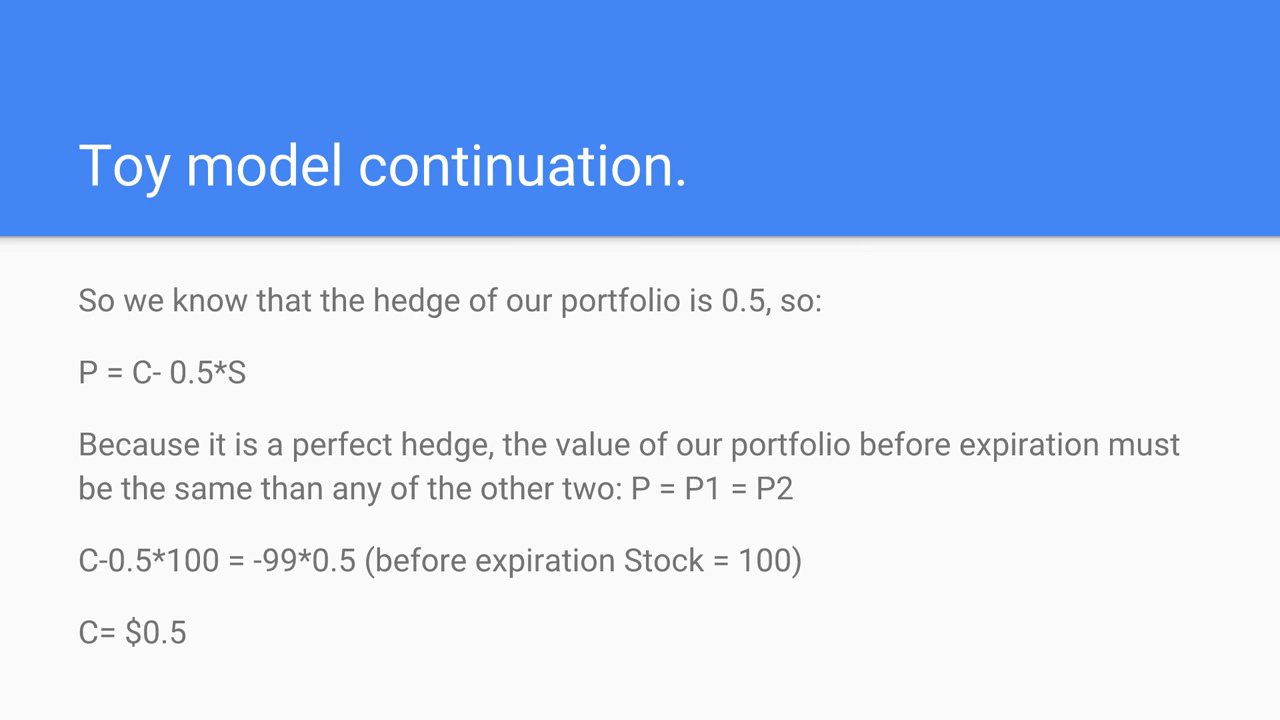 Toy model continuation.
So we know that the hedge of our portfolio is 0.5, so:
P = C- 0.5*S
Because it is a perfect hedge, the value of our portfolio before expiration must
be the same than any of the other two: P = P1 = P2
C-0.5*100 = -99*0.5 (before expiration Stock = 100)
C= $0.5